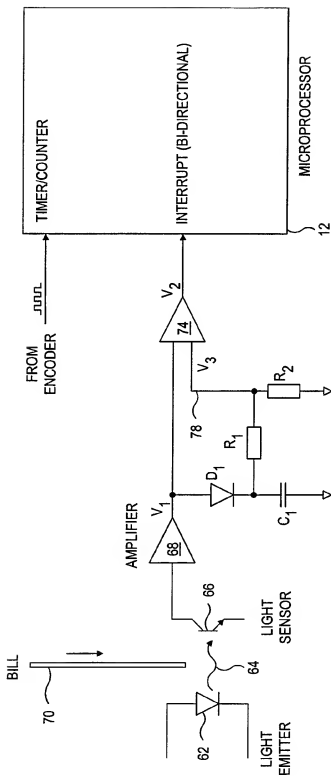 BILL
70
LIGHT
EMITTER
62
64
LIGHT
SENSOR
66
AMPLIFIER
68
V1
D1
C1
R1
R2
78
V3
74
V2
FROM
ENCODER
TIMER/COUNTER
INTERRUPT (BI-DIRECTIONAL)
12
MICROPROCESSOR